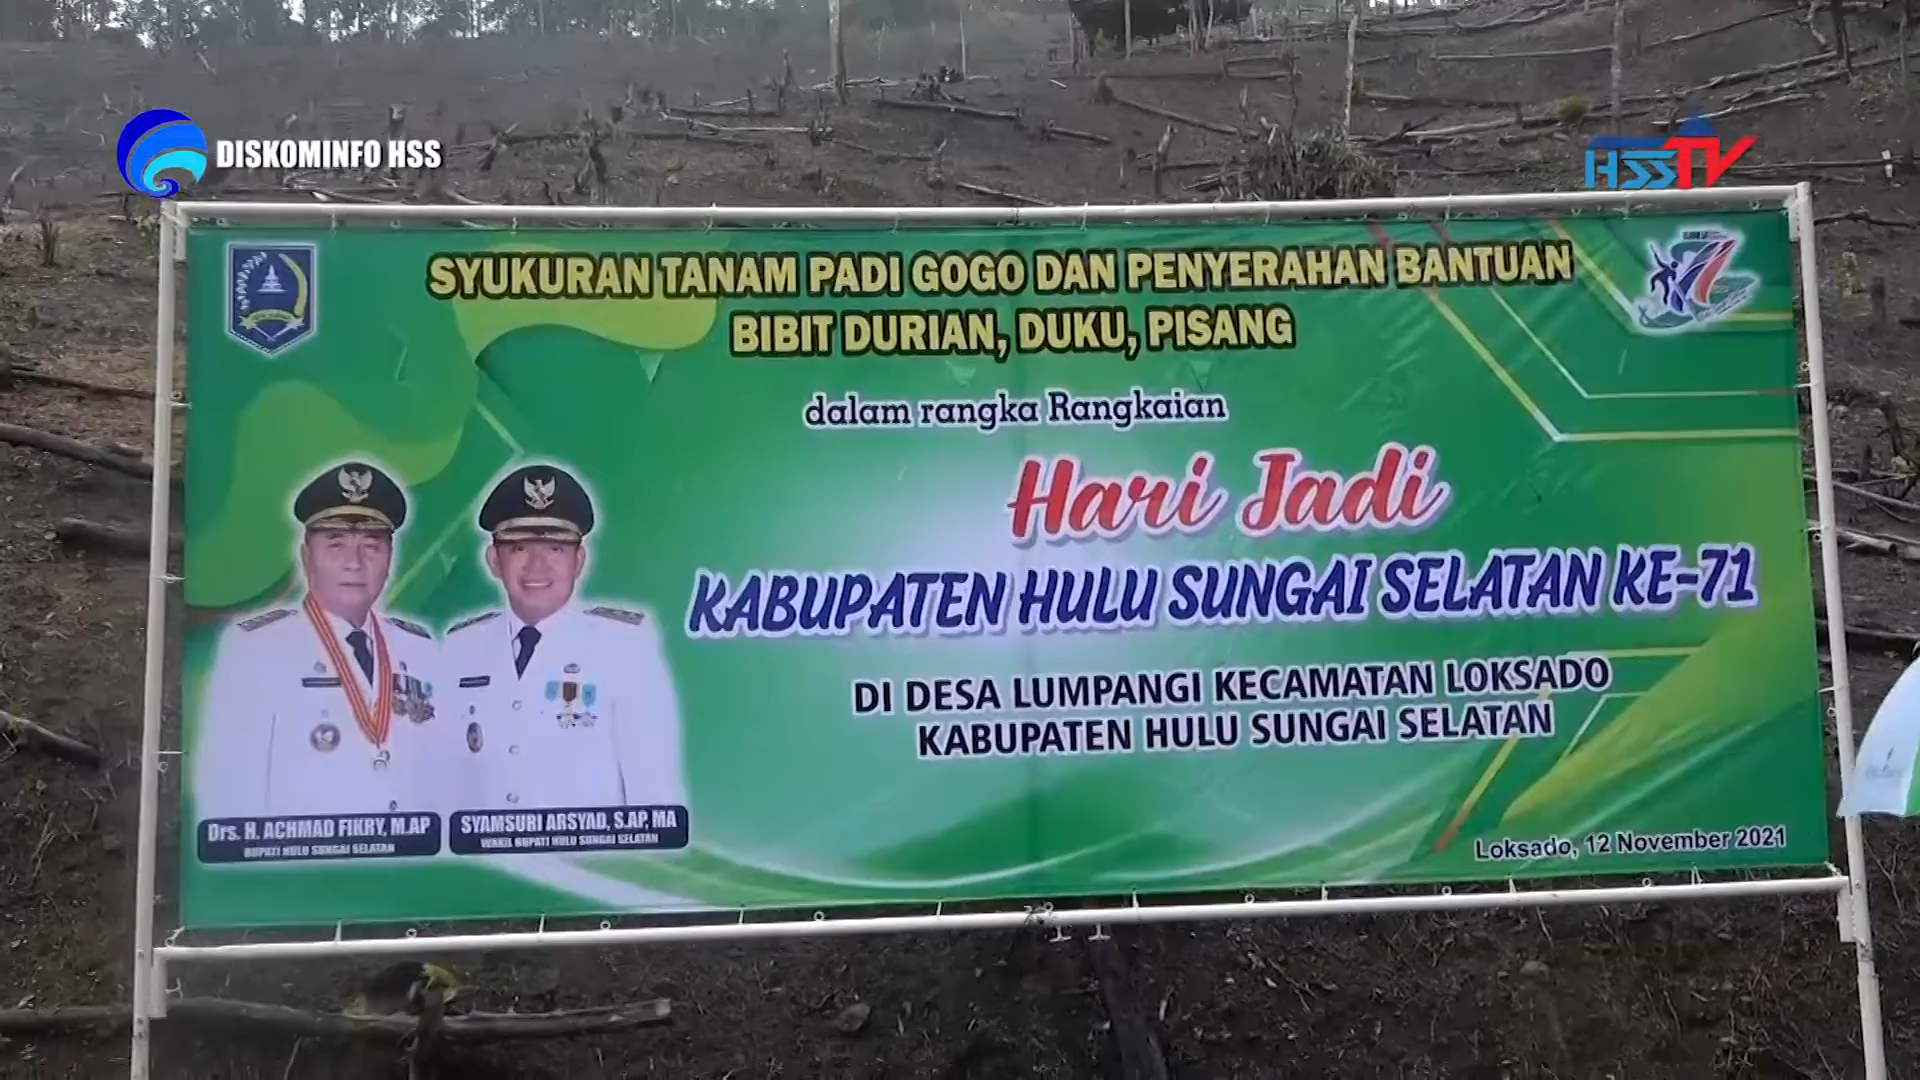 DISKOMINFO HSS
HSSTV
SYUKURAN TANAM PADI GOGO DAN PENYERAHAN BANTUAN
BIBIT DURIAN, DUKU, PISANG
dalam rangka Rangkaian
Hari Jadi
KABUPATEN HULU SUNGAI SELATAN KE-71
DI DESA LUMPANGI KECAMATAN LOKSADO
KABUPATEN HULU SUNGAI SELATAN
Drs. H. ACHMAD FIKRY, M.AP
BUPATI HULU SUNGAI SELATAN
SYAMSURI ARSYAD, S.AP, MA
WAKIL BUPATI HULU SUNGAI SELATAN
Loksado, 12 November 2021